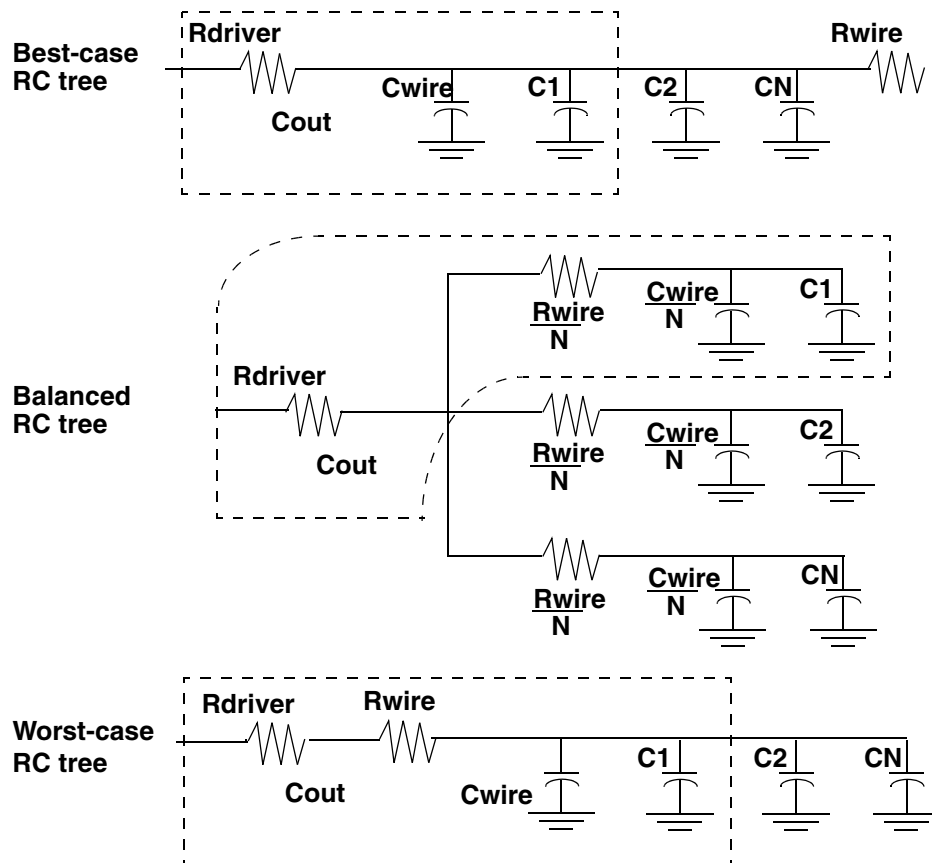 Best-case
RC tree
Rdriver
Cout
Cwire
C1
C2
CN
Rwire
Balanced
RC tree
Rdriver
Cout
Rwire
N
Cwire
N
C1
Rwire
N
Cwire
N
C2
Rwire
N
Cwire
N
CN
Worst-case
RC tree
Rdriver
Cout
Rwire
Cwire
C1
C2
CN